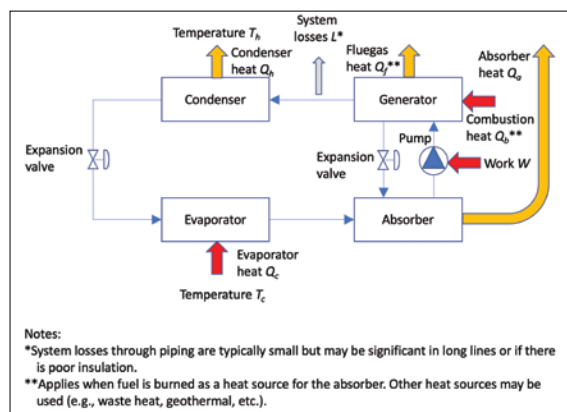 Temperature Th
Condenser
heat Qh
System
losses L*
Fluegas
heat Qf**
Absorber
heat Qa
Condenser
Generator
Combustion
heat Qb**
Pump
Expansion
valve
Expansion
valve
Work W
Evaporator
Absorber
Evaporator
heat Qc
Temperature Tc
Notes:
*System losses through piping are typically small but may be significant in long lines or if there
is poor insulation.
**Applies when fuel is burned as a heat source for the absorber. Other heat sources may be
used (e.g., waste heat, geothermal, etc.).